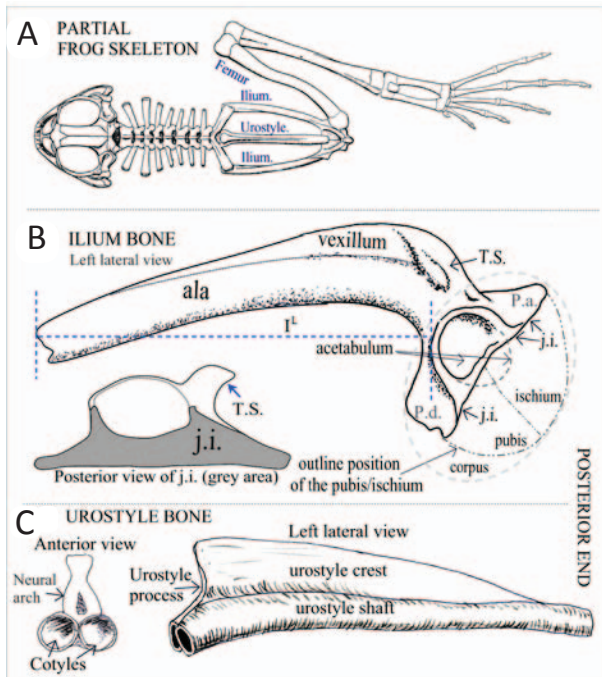 A
PARTIAL
FROG SKELETON
Femur
Ilium.
Urostyle.
Ilium.
B
ILIUM BONE
Left lateral view
vexillum
T.S.
ala
P.a.
I^L
j.i.
acetabulum
ischium
T.S.
P.d.
j.i.
j.i.
pubis
corpus
Posterior view of j.i. (grey area)
outline position
of the pubis/ischium
POSTERIOR END
C
UROSTYLE BONE
Anterior view
Left lateral view
Neural
arch
Urostyle
process
urostyle crest
urostyle shaft
Cotyles